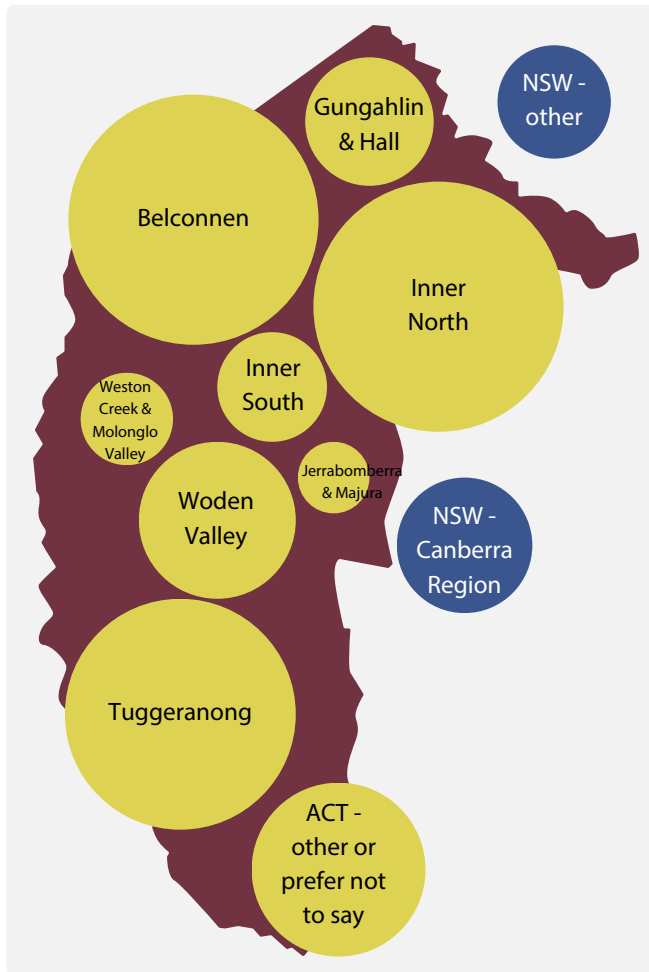 NSW -
other
Gungahlin
& Hall
Belconnen
Inner
North
Inner
South
Weston
Creek &
Molonglo
Valley
Jerrabomberra
& Majura
Woden
Valley
NSW -
Canberra
Region
Tuggeranong
ACT -
other or
prefer not
to say